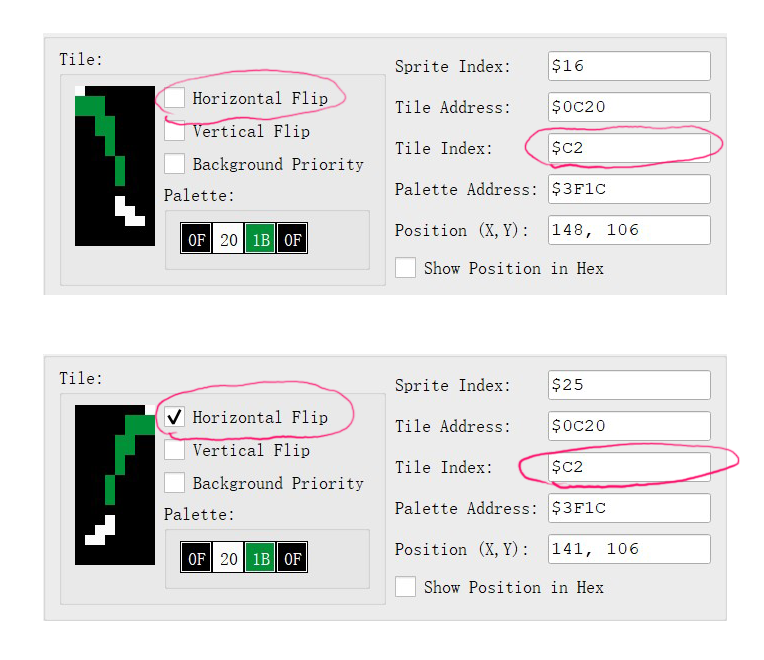 Tile:
Horizontal Flip
Vertical Flip
Background Priority
Palette:
0F 20 1B 0F
Sprite Index: $16
Tile Address: $0C20
Tile Index: $C2
Palette Address: $3F1C
Position (X,Y): 148, 106
Show Position in Hex
Tile:
Horizontal Flip
Vertical Flip
Background Priority
Palette:
0F 20 1B 0F
Sprite Index: $25
Tile Address: $0C20
Tile Index: $C2
Palette Address: $3F1C
Position (X,Y): 141, 106
Show Position in Hex